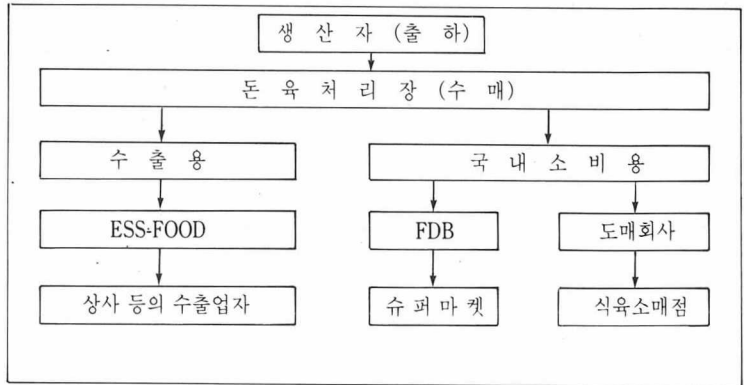 생 산 자 (출 하)
돈 육 처 리 장 (수 매)
수 출 용
국 내 소 비 용
ESS-FOOD
FDB
도매회사
상사 등의 수출업자
슈 퍼 마 켓
식육소매점